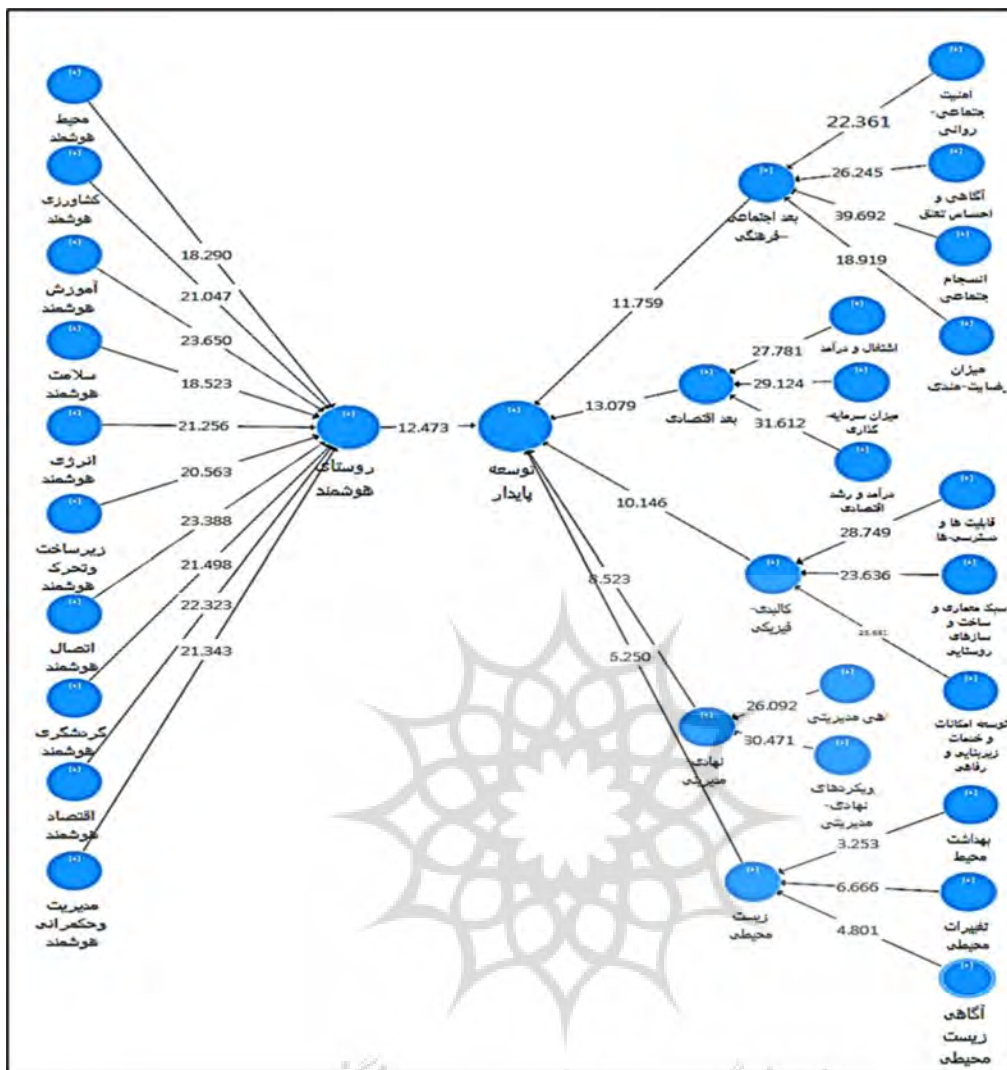 محیط
هوشمند
کشاورزی
هوشمند
آموزش
هوشمند
سلامت
هوشمند
انرژی
هوشمند
زیرساخت
وتحرک
هوشمند
اتصال
هوشمند
گردشگری
هوشمند
اقتصاد
هوشمند
مدیریت
وحکمرانی
هوشمند
18.290
21.047
23.650
18.523
21.256
20.563
23.388
21.498
22.323
21.343
روستای
هوشمند
12.473
توسعه
پایدار
11.759
13.079
10.146
8.523
5.250
بعد اجتماعی
-فرهنگی
22.361
26.245
39.692
18.919
امنیت
جتماعی-
روانی
آگاهی و
احساس تعلق
انسجام
جتماعی
میزان
رضایت-مندی
بعد اقتصادی
27.781
29.124
31.612
اشتغال و درآمد
میزان سرمایه-
گذاری
درآمد و رشد
اقتصادی
کالبدی-
فیزیکی
28.749
23.636
قابلیت ها و
دسترسی-ها
سبک معماری و
ساخت و
سازهای
روستایی
توسعه امکانات
و خدمات
زیربنایی و
رفاهی
نهادی-
مدیریتی
26.092
30.471
اهی مدیریتی
ویکردهای
نهادی-
مدیریتی
زیست
محیطی
3.253
6.666
4.801
بهداشت
محیط
تغییرات
محیطی
آگاهی
زیست
محیطی